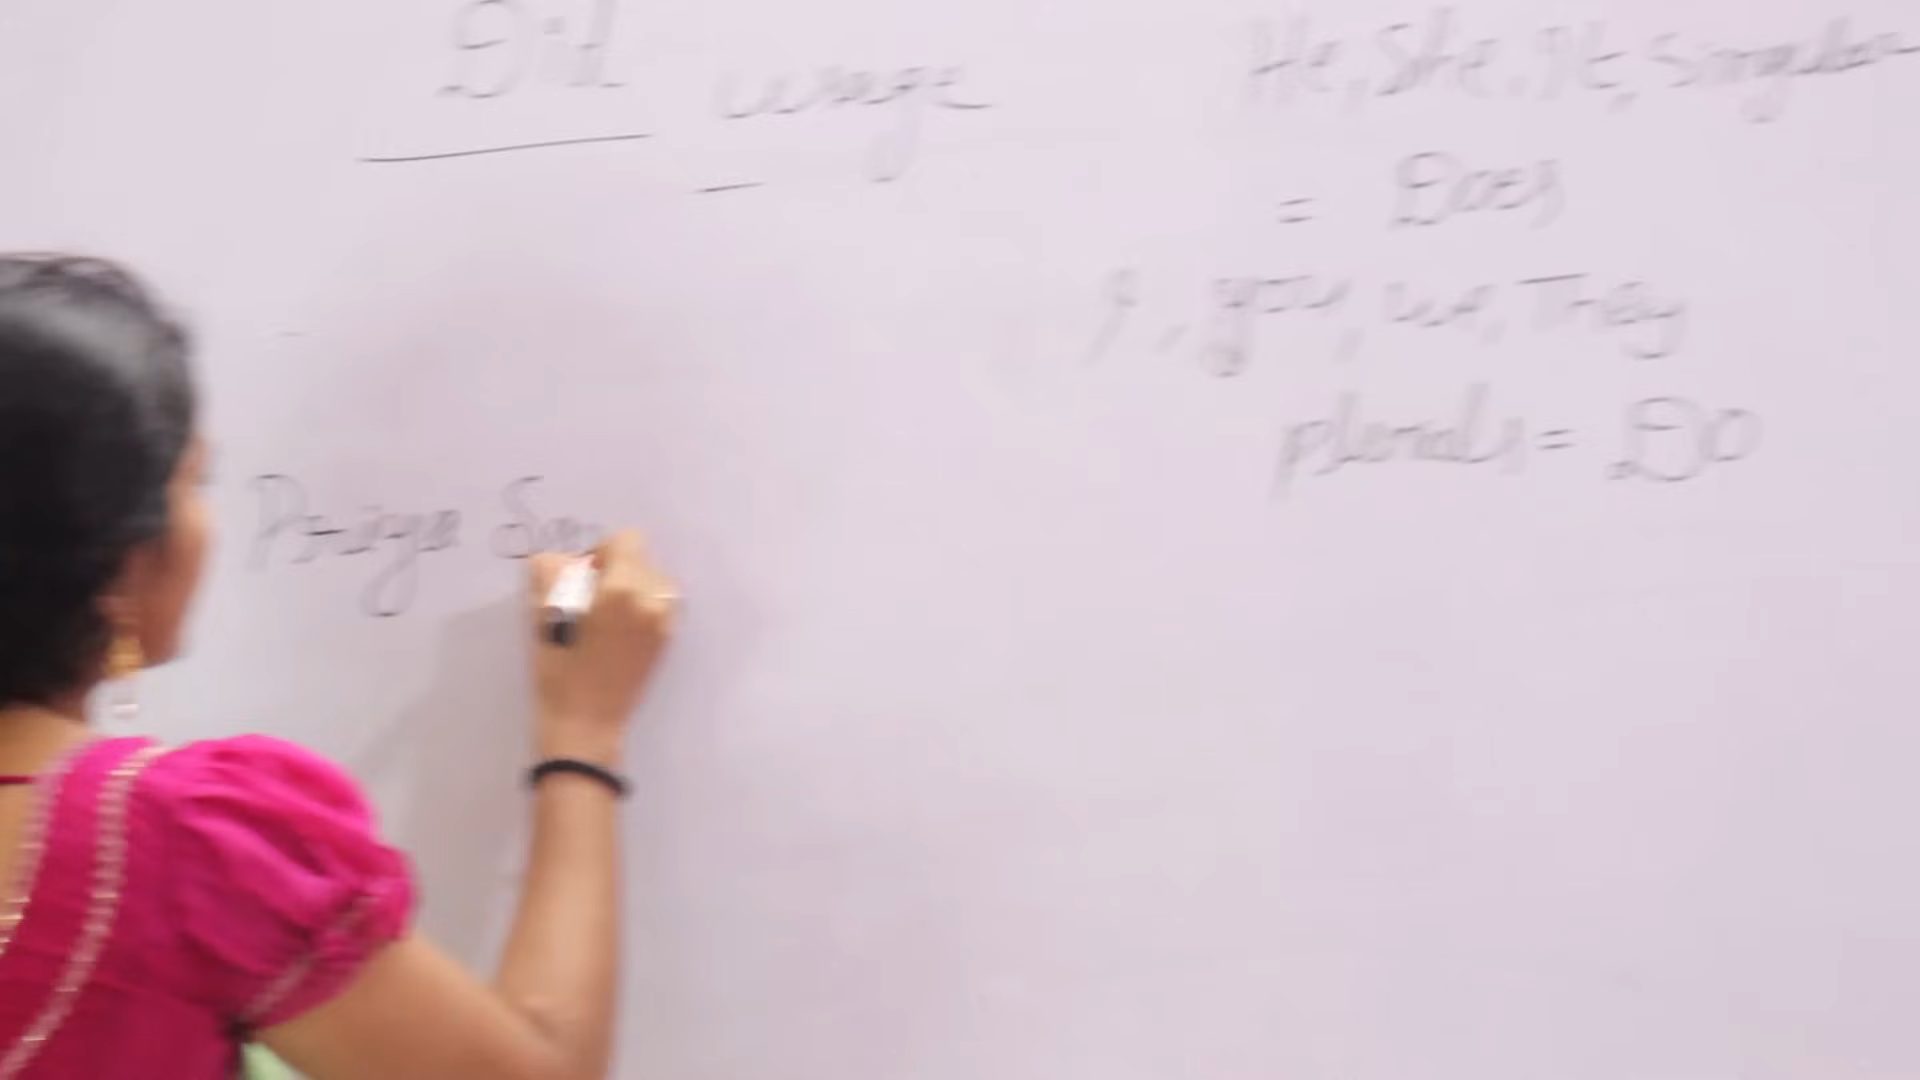 Did usage
He, She, It, Singular
= Does
I, you, we, They
plurals = Do
Priya